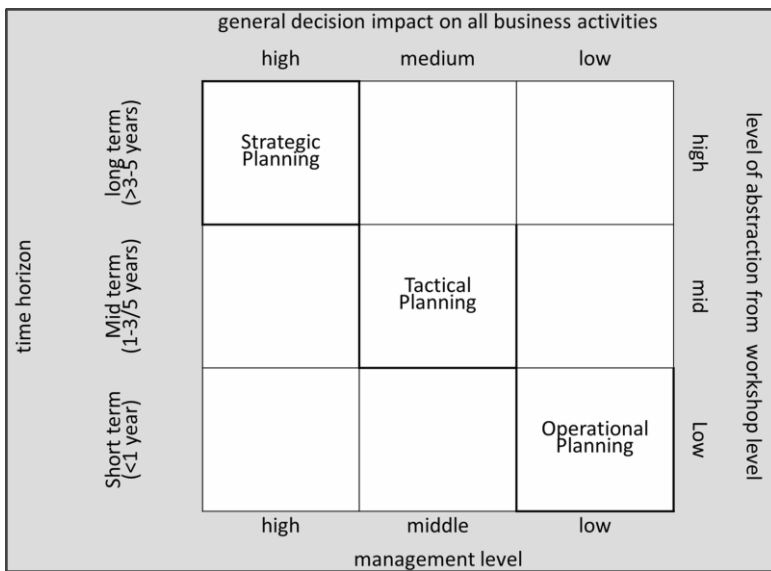 general decision impact on all business activities
high medium low
time horizon
long term
(>3-5 years)
Strategic
Planning
high
level of abstraction from workshop level
Mid term
(1-3/5 years)
Tactical
Planning
mid
Short term
(<1 year)
Operational
Planning
Low
high middle low
management level